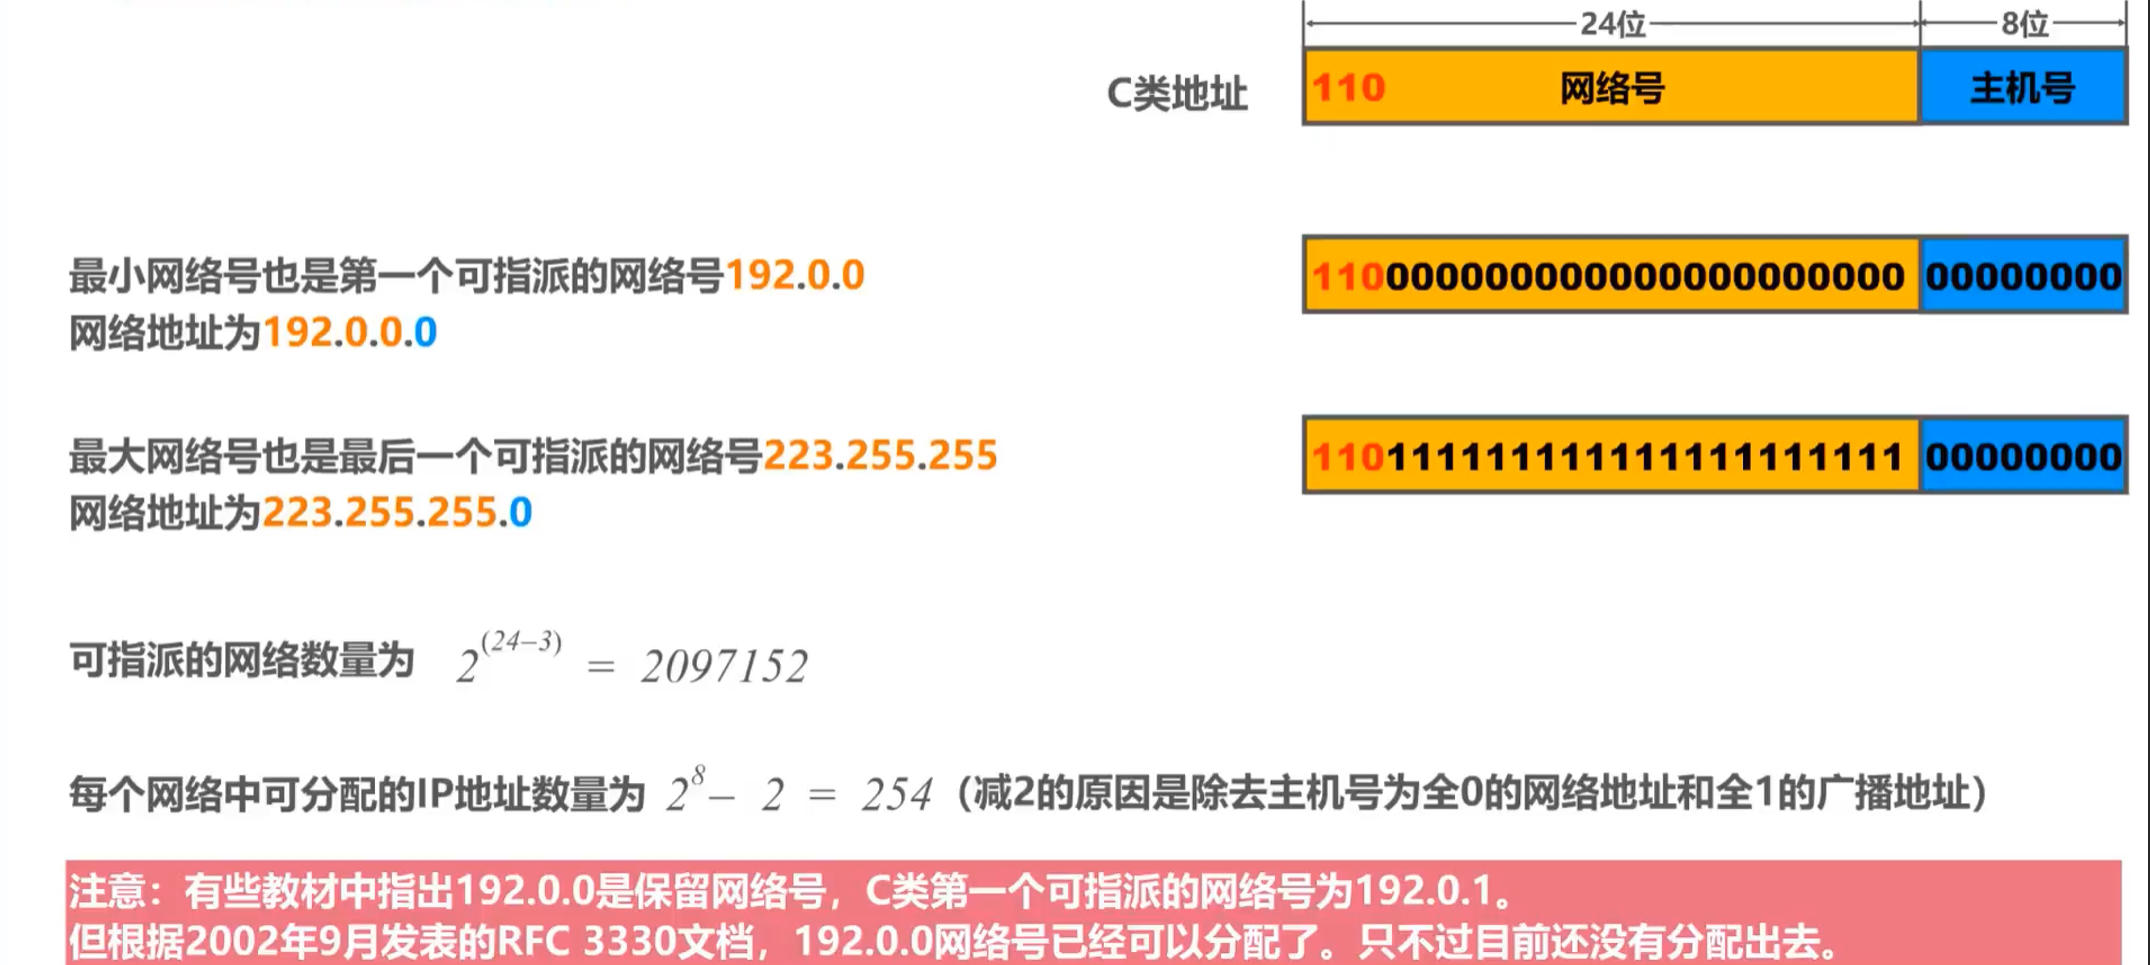 24位 8位
C类地址 110 网络号 主机号
最小网络号也是第一个可指派的网络号192.0.0
网络地址为192.0.0.0
110000000000000000000000 00000000
最大网络号也是最后一个可指派的网络号223.255.255
网络地址为223.255.255.0
110111111111111111111111 00000000
可指派的网络数量为 2^(24–3) = 2097152
每个网络中可分配的IP地址数量为 2^8 – 2 = 254（减2的原因是除去主机号为全0的网络地址和全1的广播地址）
注意：有些教材中指出192.0.0是保留网络号，C类第一个可指派的网络号为192.0.1。
但根据2002年9月发表的RFC 3330文档，192.0.0网络号已经可以分配了。只不过目前还没有分配出去。